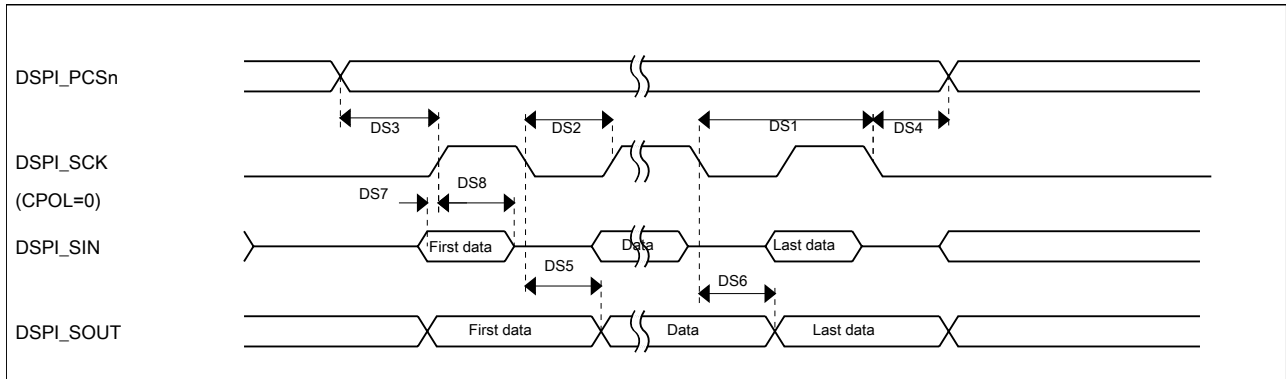 DSPI_PCSn
DS3
DS2
DS1
DS4
DSPI_SCK
(CPOL=0)
DS7
DS8
DSPI_SIN
First data
Data
Last data
DS5
DS6
DSPI_SOUT
First data
Data
Last data